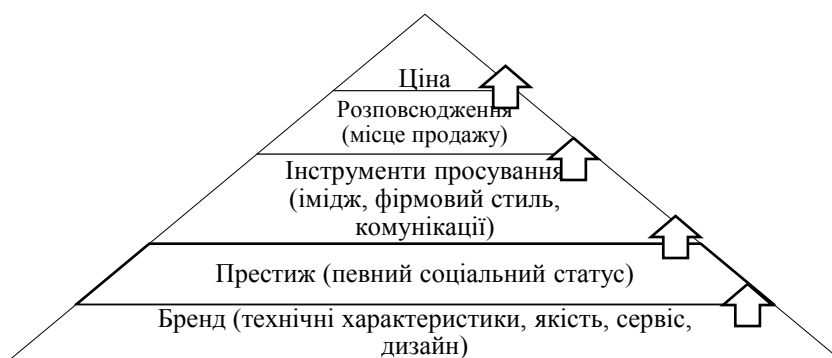 Ціна
Розповсюдження
(місце продажу)
Інструменти просування
(імідж, фірмовий стиль,
комунікації)
Престиж (певний соціальний статус)
Бренд (технічні характеристики, якість, сервіс,
дизайн)